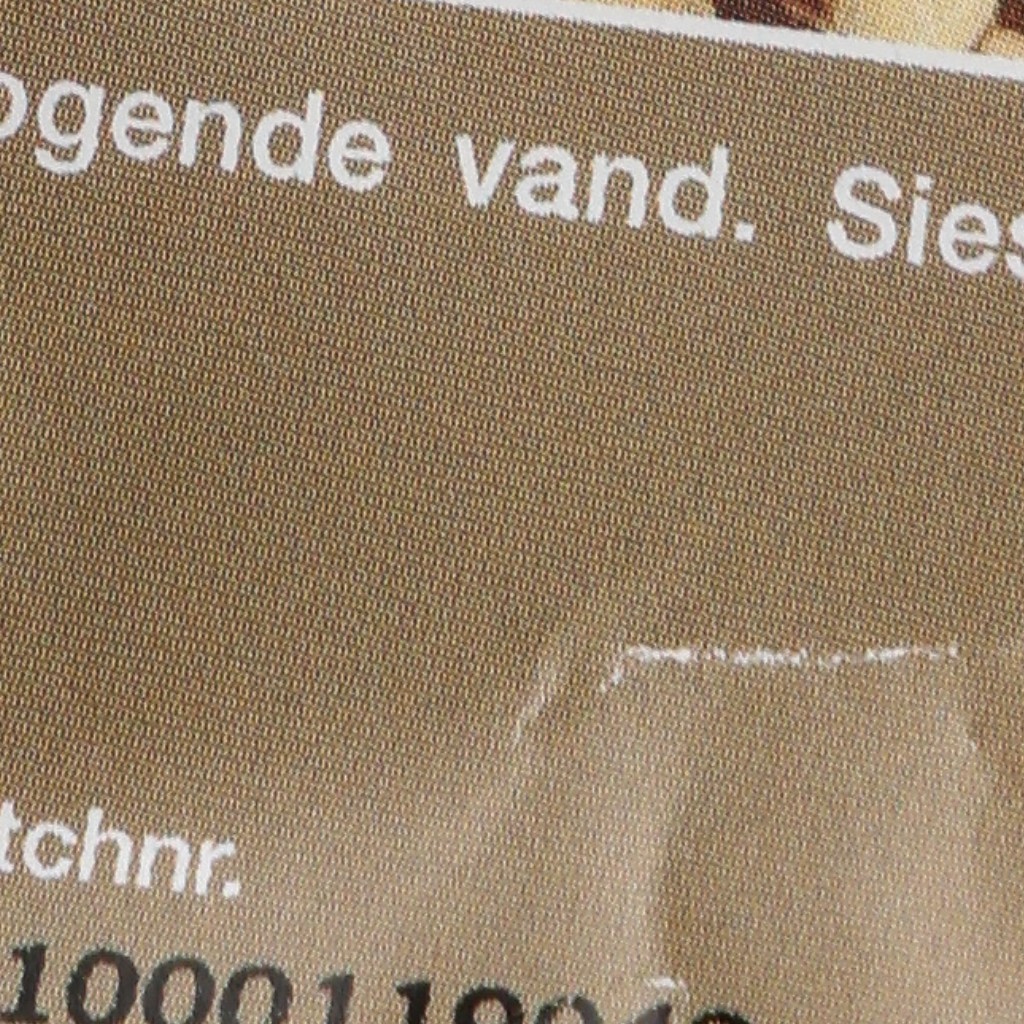 ogende vand. Sies
tchnr.